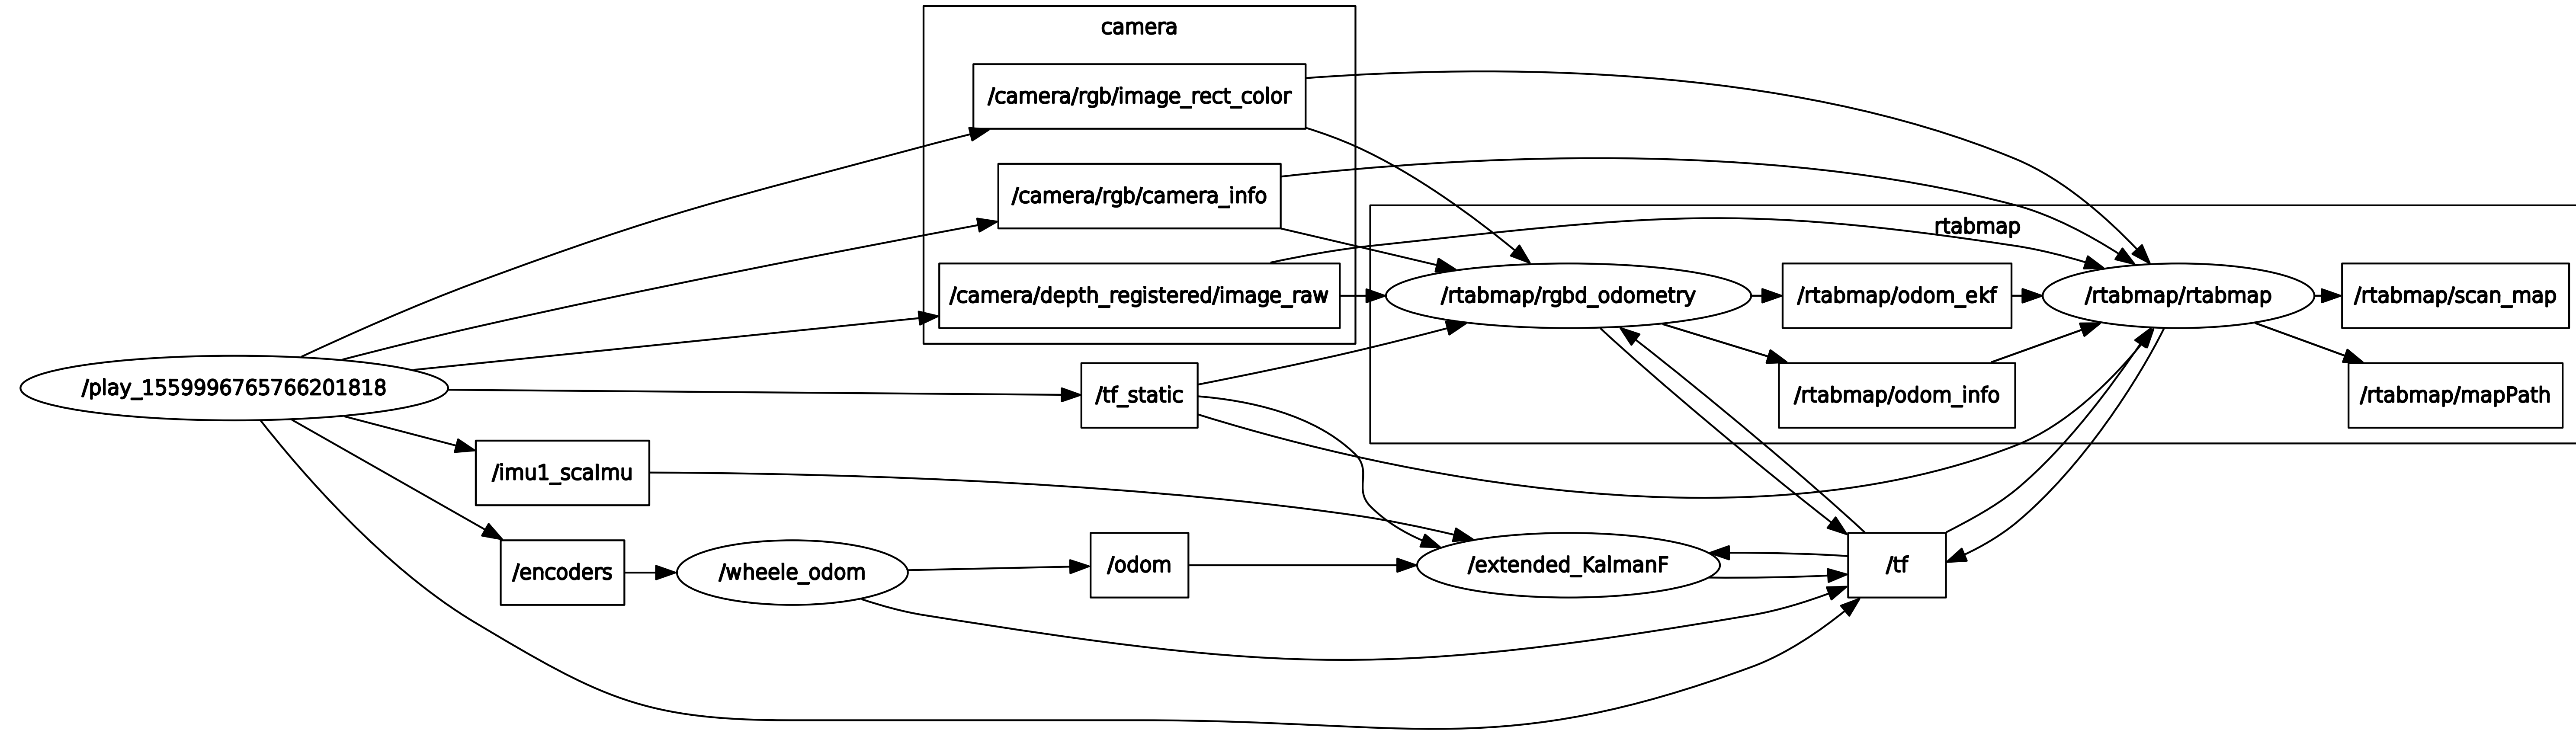 camera
/camera/rgb/image_rect_color
/camera/rgb/camera_info
rtabmap
/camera/depth_registered/image_raw
/rtabmap/rgbd_odometry
/rtabmap/odom_ekf
/rtabmap/rtabmap
/rtabmap/scan_map
/play_1559996765766201818
/tf_static
/rtabmap/odom_info
/rtabmap/mapPath
/imu1_scalmu
/encoders
/wheele_odom
/odom
/extended_KalmanF
/tf